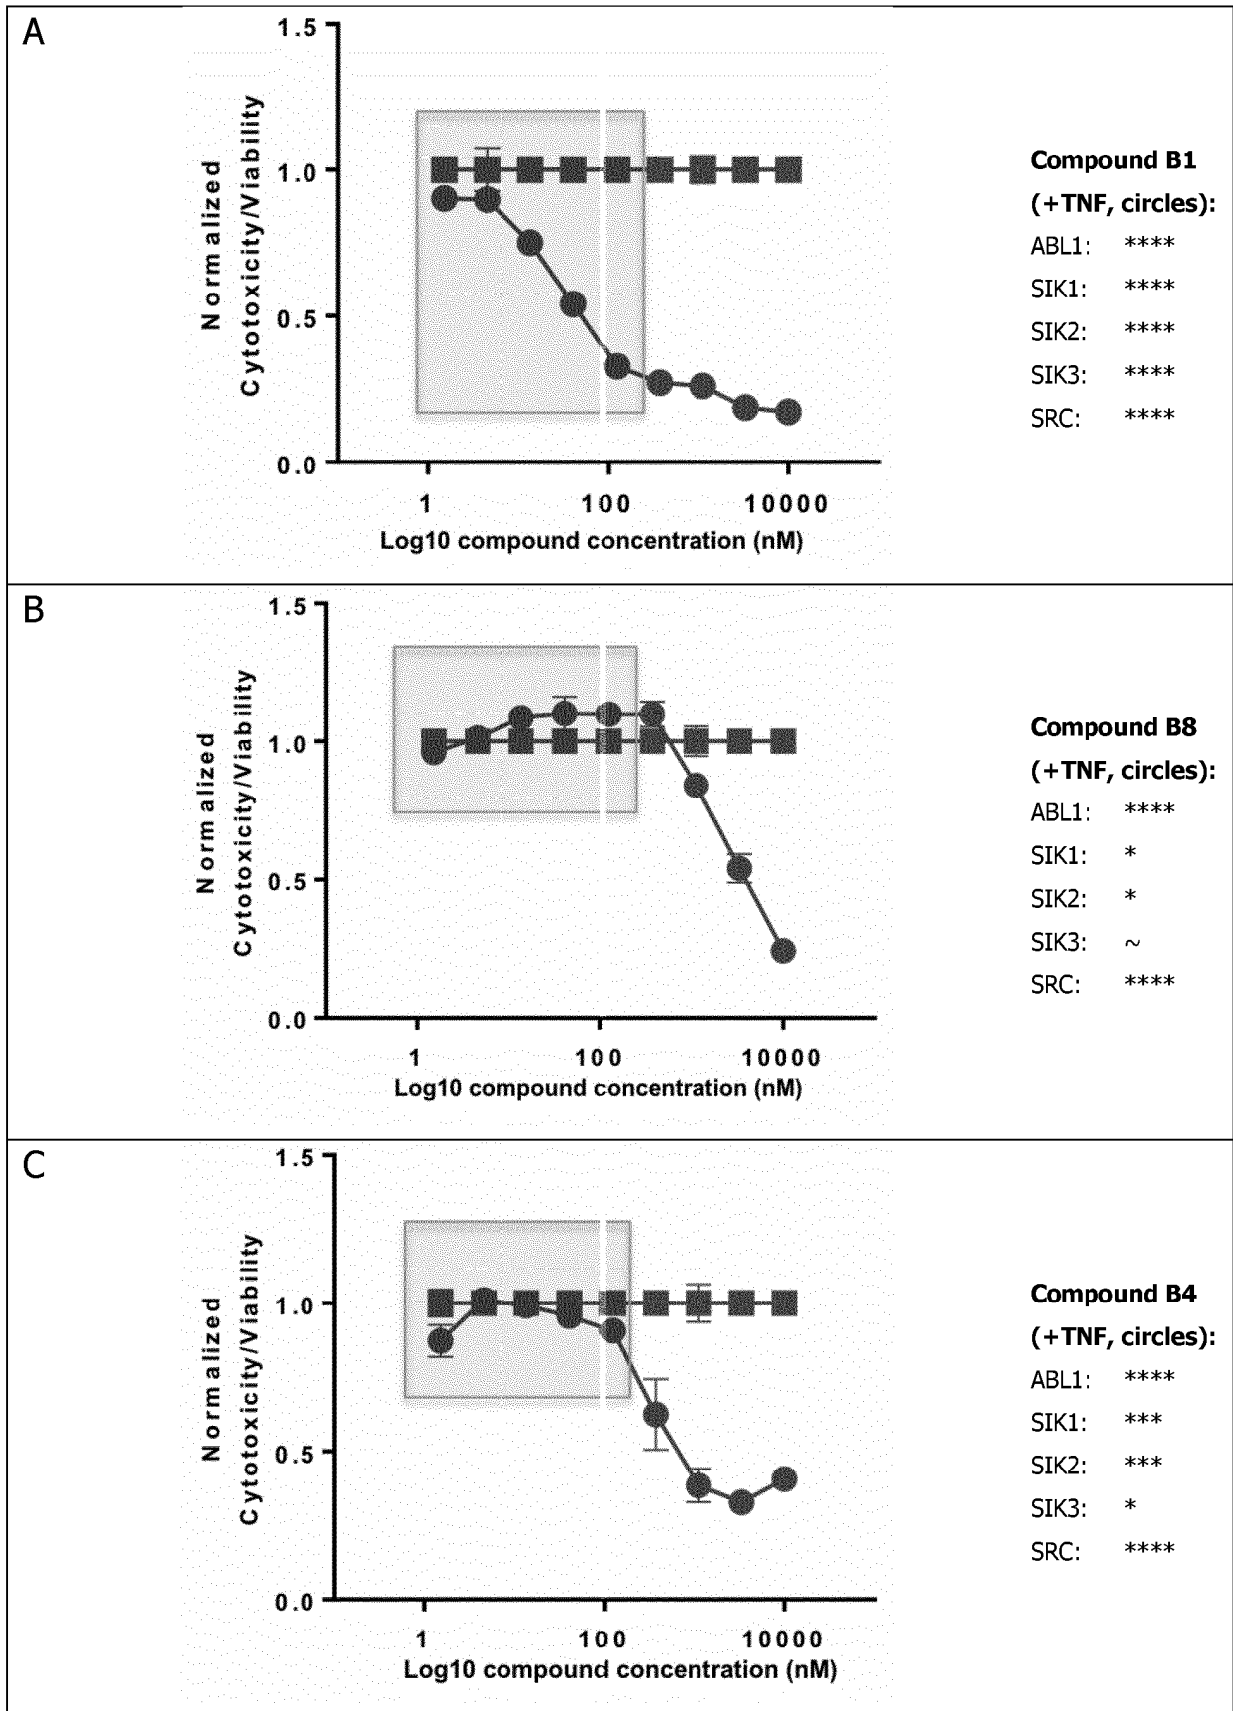 A
1.5
1.0
0.5
0.0
Normalized
Cytotoxicity/Viability
1 100 10000
Log10 compound concentration (nM)
Compound B1
(+TNF, circles):
ABL1: ****
SIK1: ****
SIK2: ****
SIK3: ****
SRC: ****
B
1.5
1.0
0.5
0.0
Normalized
Cytotoxicity/Viability
1 100 10000
Log10 compound concentration (nM)
Compound B8
(+TNF, circles):
ABL1: ****
SIK1: *
SIK2: *
SIK3: ~
SRC: ****
C
1.5
1.0
0.5
0.0
Normalized
Cytotoxicity/Viability
1 100 10000
Log10 compound concentration (nM)
Compound B4
(+TNF, circles):
ABL1: ****
SIK1: ***
SIK2: ***
SIK3: *
SRC: ****